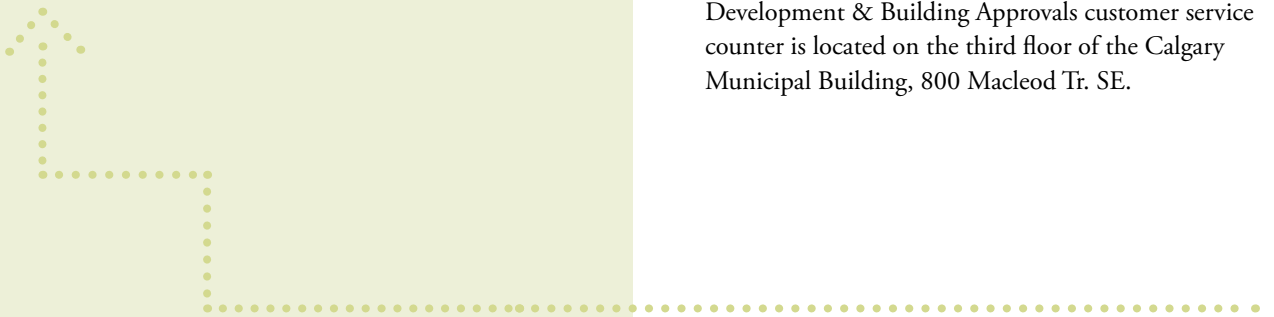 Development & Building Approvals customer service
counter is located on the third floor of the Calgary
Municipal Building, 800 Macleod Tr. SE.